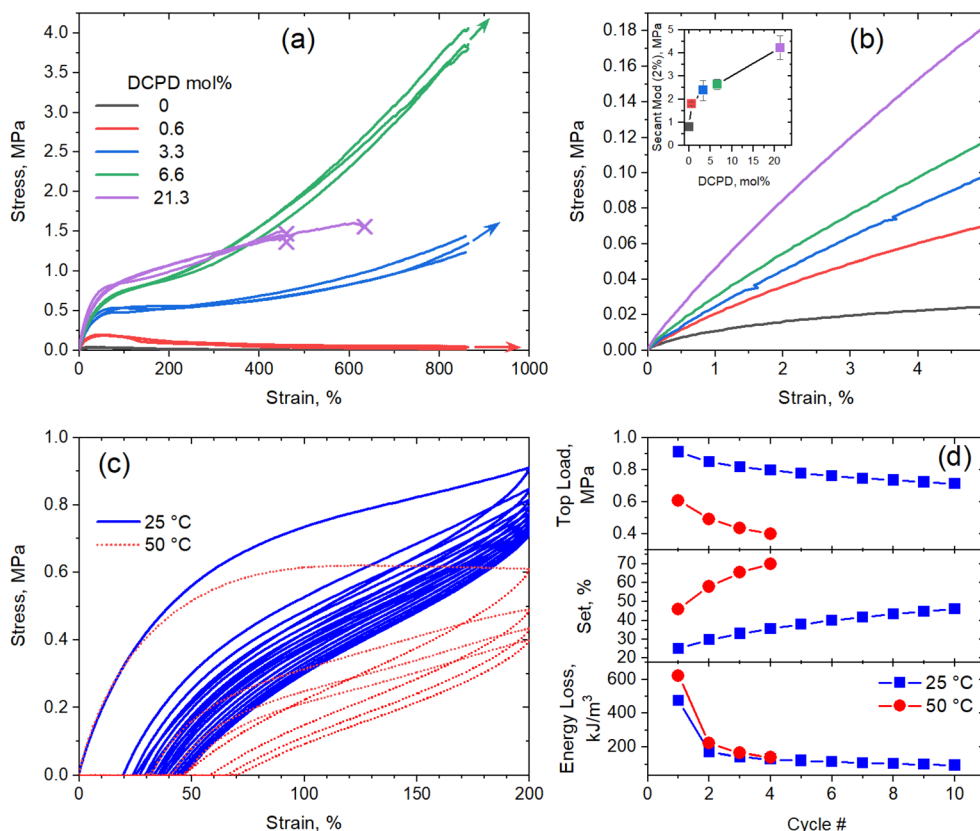 (a)
DCPD mol%
0
0.6
3.3
6.6
21.3
Stress, MPa
4.0
3.5
3.0
2.5
2.0
1.5
1.0
0.5
0.0
0 200 400 600 800 1000
Strain, %
(b)
Stress, MPa
0.18
0.16
0.14
0.12
0.10
0.08
0.06
0.04
0.02
0.00
0 1 2 3 4
Strain, %
Secant Mod (2%), MPa
5
4
3
2
1
0
0 5 10 15 20
DCPD, mol%
(c)
25 °C
50 °C
Stress, MPa
1.0
0.8
0.6
0.4
0.2
0.0
0 50 100 150 200
Strain, %
(d)
Top Load,
MPa
1.0
0.8
0.6
0.4
Set, %
70
60
50
40
30
20
Energy Loss,
kJ/m³
600
400
200
25 °C
50 °C
0 2 4 6 8 10
Cycle #